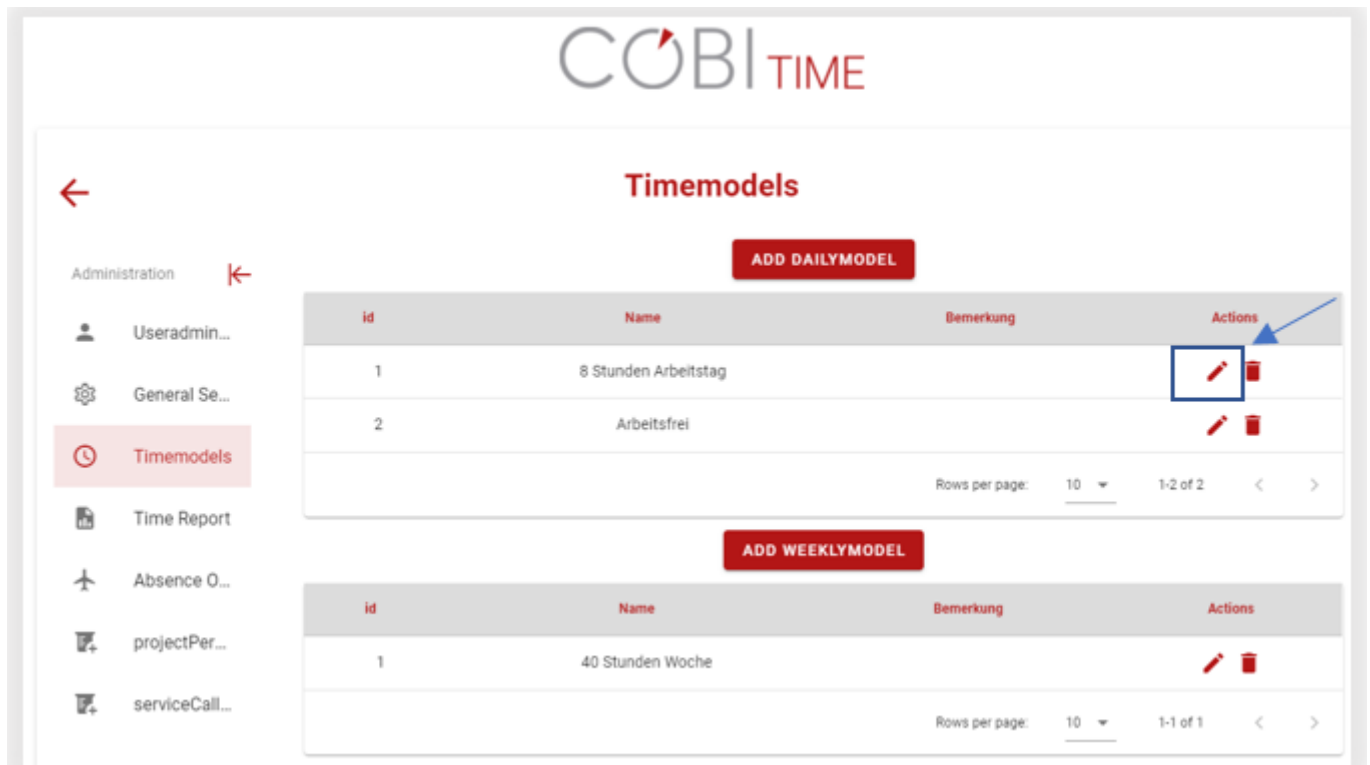 COBI TIME
Timemodels
ADD DAILYMODEL
Administration
id Name Bemerkung Actions
Useradmin...
1 8 Stunden Arbeitstag
General Se...
2 Arbeitsfrei
Timemodels
Rows per page: 10 1-2 of 2
Time Report
ADD WEEKLYMODEL
Absence O...
id Name Bemerkung Actions
projectPer...
1 40 Stunden Woche
serviceCall...
Rows per page: 10 1-1 of 1